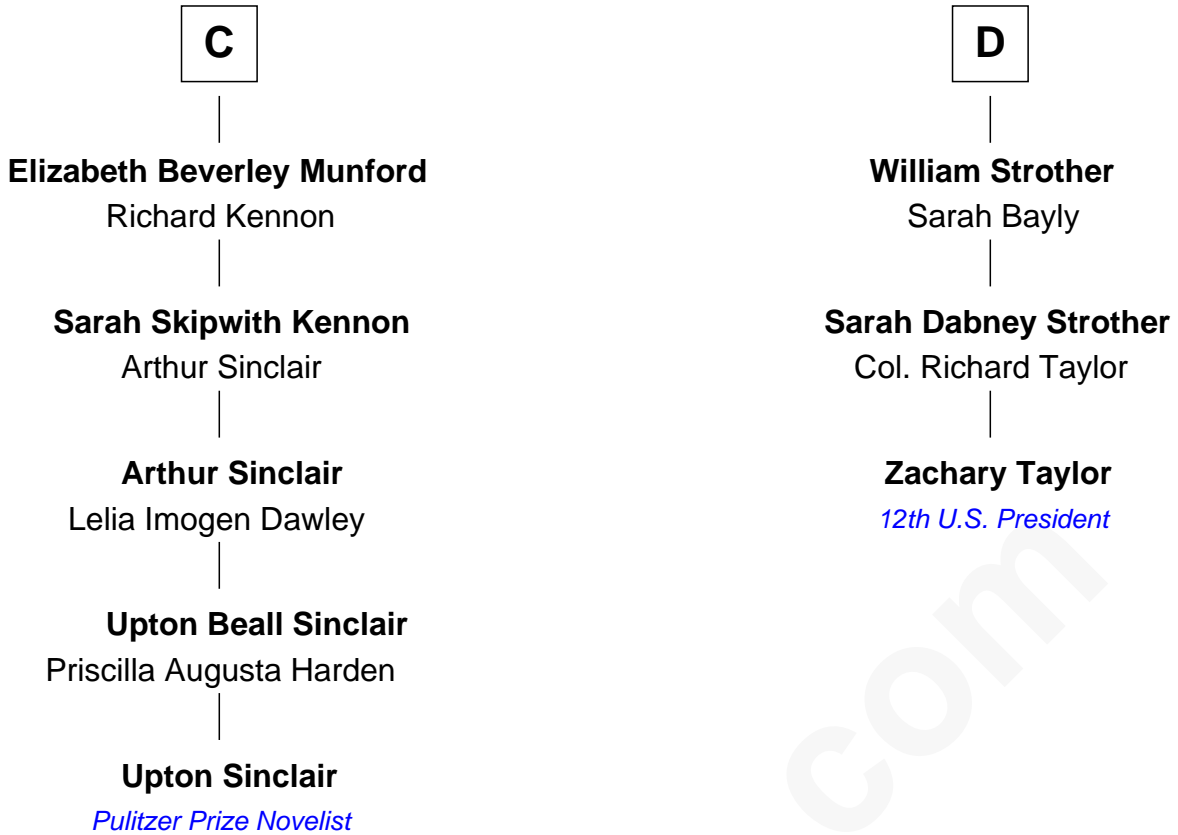 C
Elizabeth Beverley Munford
Richard Kennon
Sarah Skipwith Kennon
Arthur Sinclair
Arthur Sinclair
Lelia Imogen Dawley
Upton Beall Sinclair
Priscilla Augusta Harden
Upton Sinclair
Pulitzer Prize Novelist
D
William Strother
Sarah Bayly
Sarah Dabney Strother
Col. Richard Taylor
Zachary Taylor
12th U.S. President
com